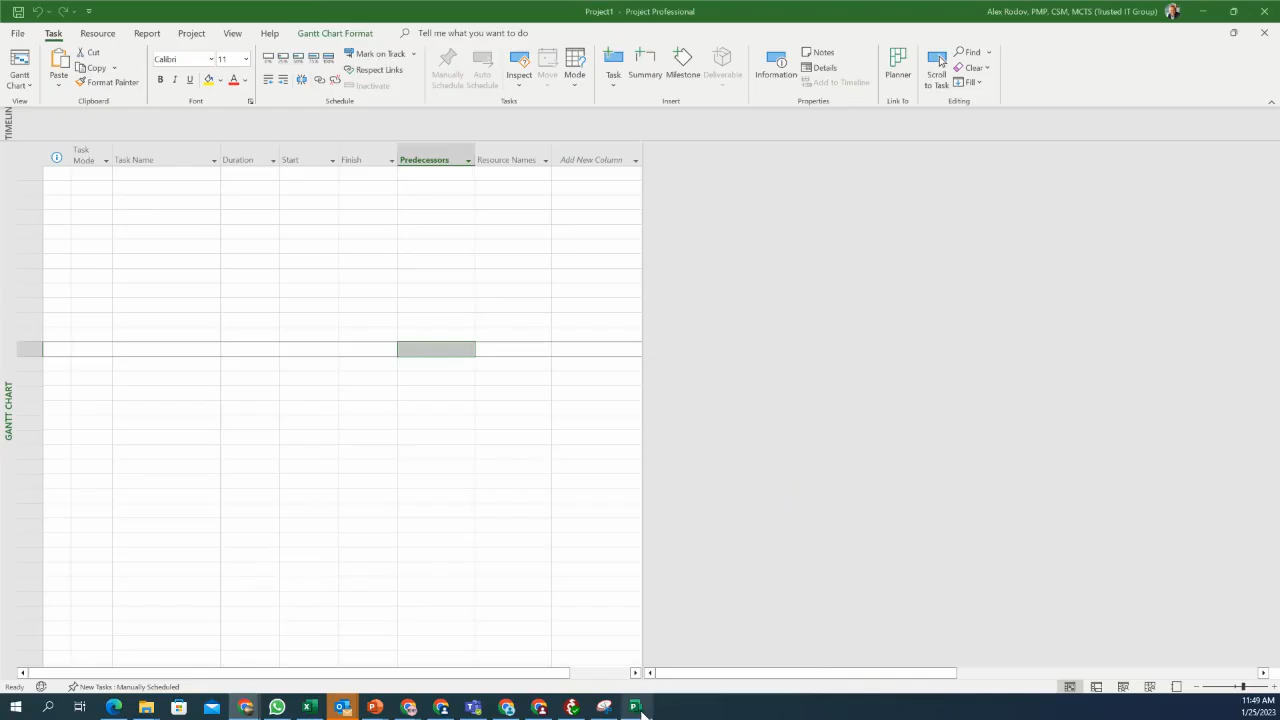 Project1 - Project Professional
Alex Rodov, PMP, CSM, MCTS (Trusted IT Group)
File Task Resource Report Project View Help Gantt Chart Format Tell me what you want to do
Gantt Chart
View
Paste
Cut
Copy
Format Painter
Clipboard
Calibri 11
B I U A
Font
Mark on Track
Respect Links
Inactivate
Schedule
Manually Schedule
Auto Schedule
Inspect
Move
Mode
Tasks
Task
Summary
Milestone
Deliverable
Insert
Information
Notes
Details
Add to Timeline
Properties
Planner
Link To
Scroll to Task
Find
Clear
Fill
Editing
TIMELIN
Task Mode Task Name Duration Start Finish Predecessors Resource Names Add New Column
GANTT CHART
Ready New Tasks : Manually Scheduled
11:49 AM
1/25/2023